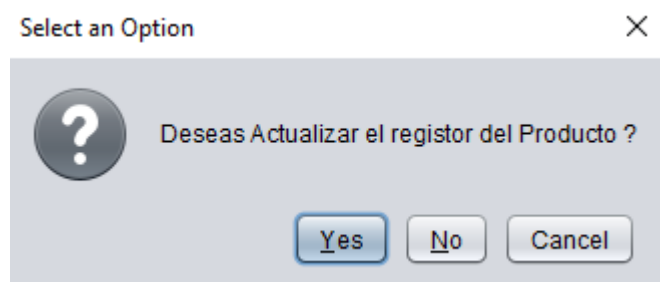 Select an Option
Deseas Actualizar el registor del Producto ?
Yes No Cancel